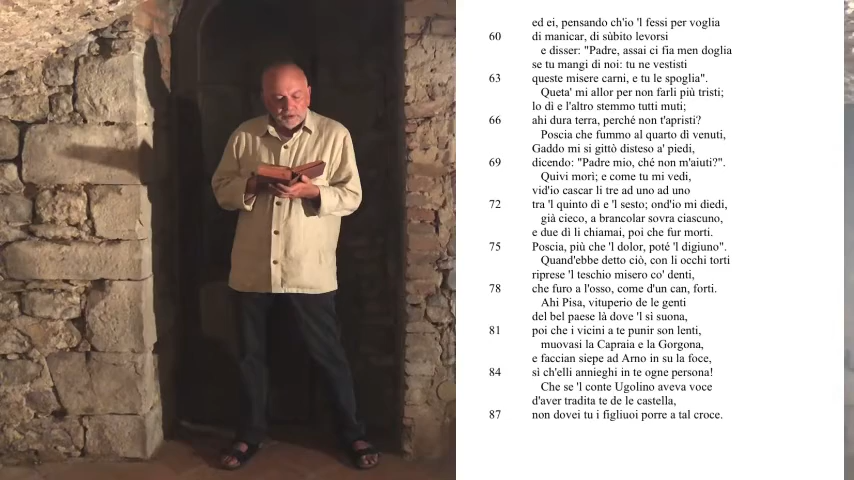 ed ei, pensando ch'io 'l fessi per voglia
60 di manicar, di sùbito levorsi
e disser: "Padre, assai ci fia men doglia
se tu mangi di noi: tu ne vestisti
63 queste misere carni, e tu le spoglia".
Queta' mi allor per non farli più tristi;
lo dì e l'altro stemmo tutti muti;
66 ahi dura terra, perché non t'apristi?
Poscia che fummo al quarto dì venuti,
Gaddo mi si gittò disteso a' piedi,
69 dicendo: "Padre mio, ché non m'aiuti?".
Quivi morì; e come tu mi vedi,
vid'io cascar li tre ad uno ad uno
72 tra 'l quinto dì e 'l sesto; ond'io mi diedi,
già cieco, a brancolar sovra ciascuno,
e due dì li chiamai, poi che fur morti.
75 Poscia, più che 'l dolor, poté 'l digiuno".
Quand'ebbe detto ciò, con li occhi torti
riprese 'l teschio misero co' denti,
78 che furo a l'osso, come d'un can, forti.
Ahi Pisa, vituperio de le genti
del bel paese là dove 'l sì suona,
81 poi che i vicini a te punir son lenti,
muovasi la Capraia e la Gorgona,
e faccian siepe ad Arno in su la foce,
84 sì ch'elli annieghi in te ogne persona!
Che se 'l conte Ugolino aveva voce
d'aver tradita te de le castella,
87 non dovei tu i figliuoi porre a tal croce.